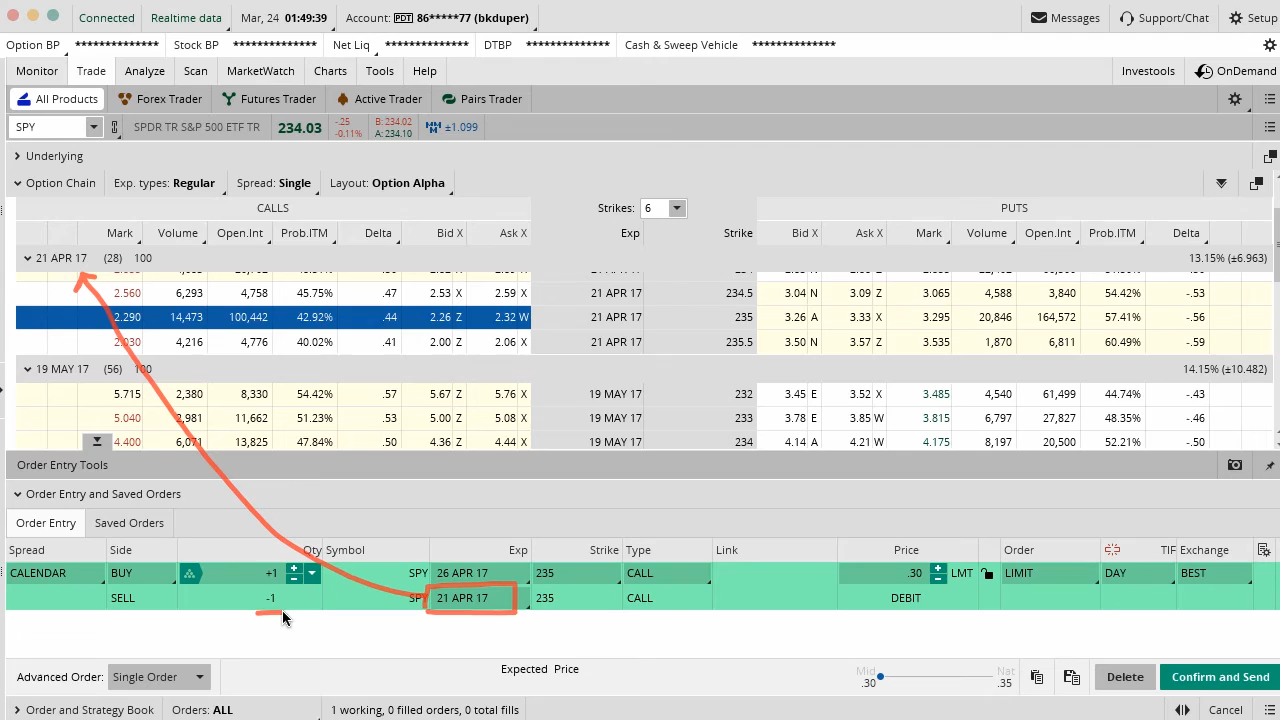 Connected Realtime data Mar, 24 01:49:39 Account: PDT 86*****77 (bkduper) Messages Support/Chat Setup
Option BP ************** Stock BP ************** Net Liq ************** DTBP ************** Cash & Sweep Vehicle **************
Monitor Trade Analyze Scan MarketWatch Charts Tools Help Investools OnDemand
All Products Forex Trader Futures Trader Active Trader Pairs Trader
SPY SPDR TR S&P 500 ETF TR 234.03 -.25 -0.11% B: 234.02 A: 234.10 ±1.099
Underlying
Option Chain Exp. types: Regular Spread: Single Layout: Option Alpha
CALLS Strikes: 6 PUTS
Mark Volume Open.Int Prob.ITM Delta Bid X Ask X Exp Strike Bid X Ask X Mark Volume Open.Int Prob.ITM Delta
21 APR 17 (28) 100 13.15% (±6.963)
2.560 6,293 4,758 45.75% .47 2.53 X 2.59 X 21 APR 17 234.5 3.04 N 3.09 Z 3.065 4,588 3,840 54.42% -.53
2.290 14,473 100,442 42.92% .44 2.26 Z 2.32 W 21 APR 17 235 3.26 A 3.33 X 3.295 20,846 164,572 57.41% -.56
2.030 4,216 4,776 40.02% .41 2.00 Z 2.06 X 21 APR 17 235.5 3.50 N 3.57 Z 3.535 1,870 6,811 60.49% -.59
19 MAY 17 (56) 100 14.15% (±10.482)
5.715 2,380 8,330 54.42% .57 5.67 Z 5.76 X 19 MAY 17 232 3.45 E 3.52 X 3.485 4,540 61,499 44.74% -.43
5.040 2,981 11,662 51.23% .53 5.00 Z 5.08 X 19 MAY 17 233 3.78 E 3.85 W 3.815 6,797 27,827 48.35% -.46
4.400 6,071 13,825 47.84% .50 4.36 Z 4.44 X 19 MAY 17 234 4.14 A 4.21 W 4.175 8,197 20,500 52.21% -.50
Order Entry Tools
Order Entry and Saved Orders
Order Entry Saved Orders
Spread Side Qty Symbol Exp Strike Type Link Price Order TIF Exchange
CALENDAR BUY +1 SPY 26 APR 17 235 CALL .30 LMT LIMIT DAY BEST
SELL -1 SPY 21 APR 17 235 CALL DEBIT
Advanced Order: Single Order Expected Price Mid .30 Nat .35 Delete Confirm and Send
Order and Strategy Book Orders: ALL 1 working, 0 filled orders, 0 total fills Cancel